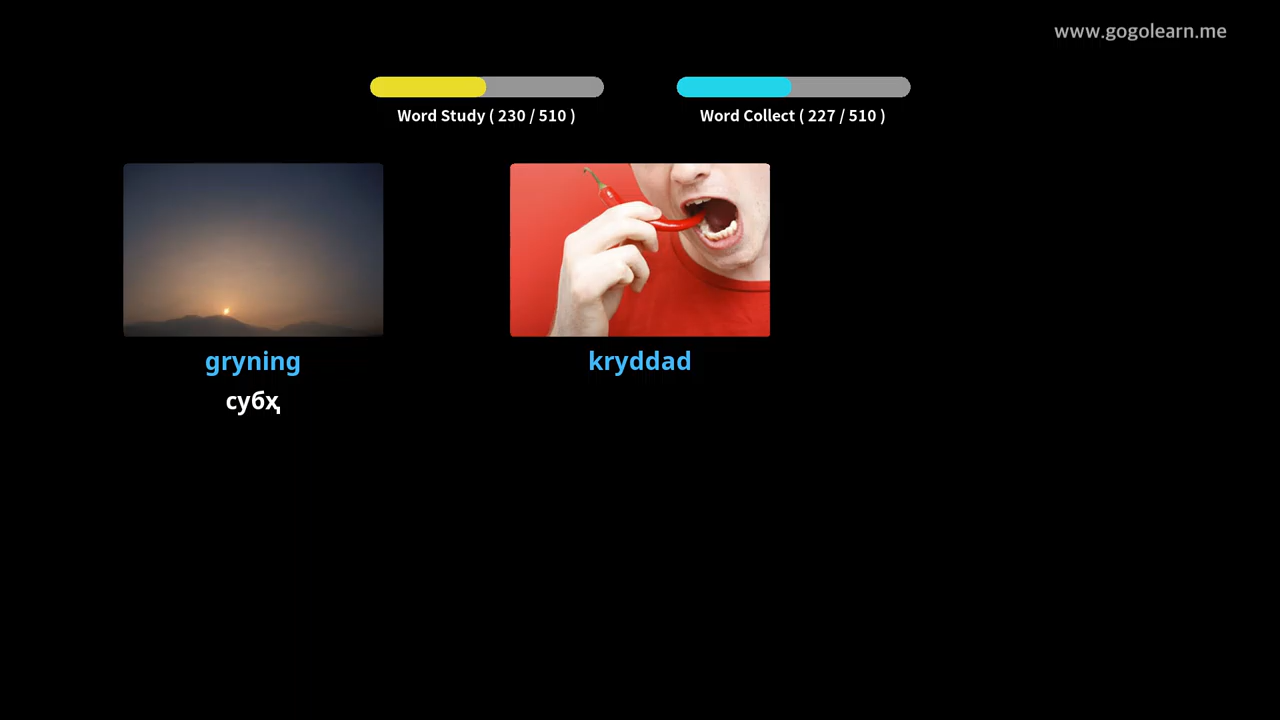 www.gogolearn.me
Word Study ( 230 / 510 )
Word Collect ( 227 / 510 )
gryning
kryddad
субҳ